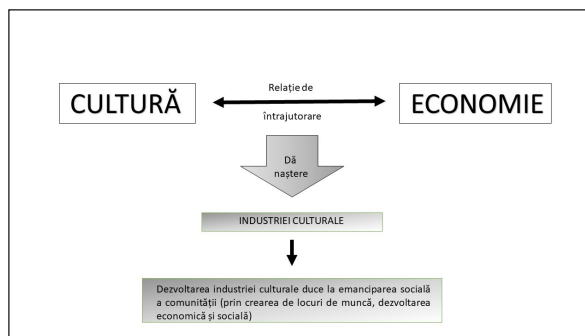 Relație de
CULTURĂ
ECONOMIE
întrajutorare
Dă
naștere
INDUSTRIEI CULTURALE
Dezvoltarea industriei culturale duce la emanciparea socială
a comunității (prin crearea de locuri de muncă, dezvoltarea
economică și socială)